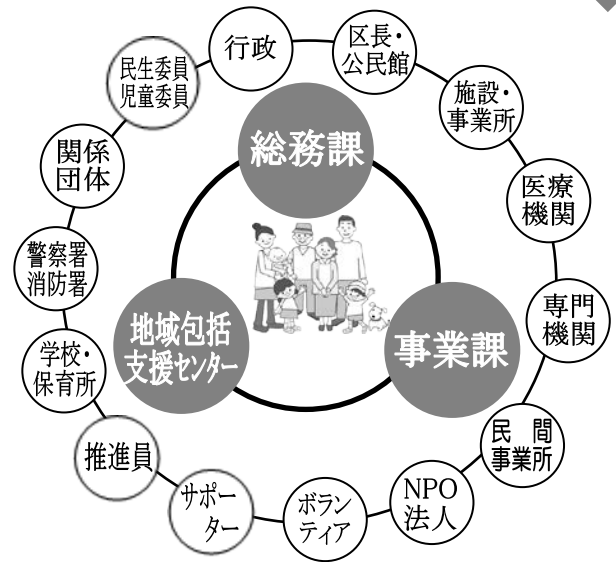 行政
区長・
公民館
施設・
事業所
医療
機関
専門
機関
民間
事業所
NPO
法人
ボラン
ティア
サポー
ター
推進員
学校・
保育所
警察署
消防署
関係
団体
民生委員
児童委員
総務課
事業課
地域包括
支援センター